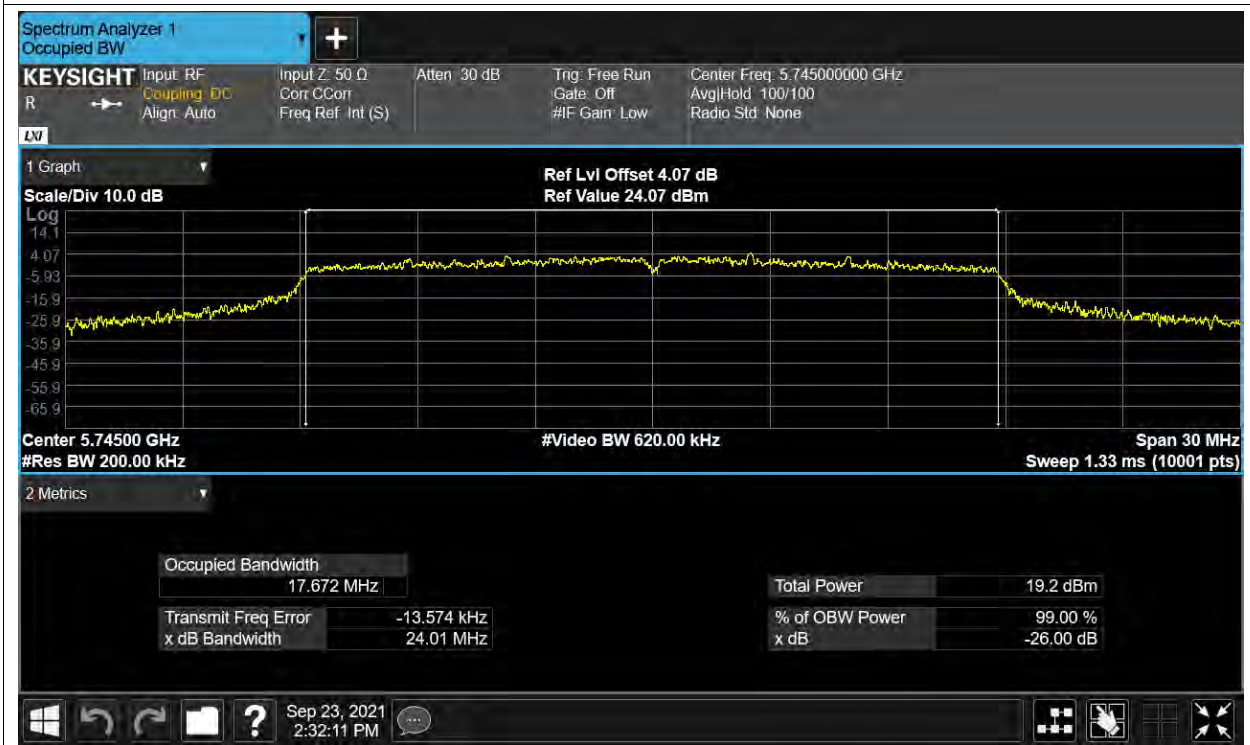 Spectrum Analyzer 1
Occupied BW
KEYSIGHT
R
LXI
Input: RF
Coupling: DC
Align: Auto
Input Z: 50 Ω
Corr CCorr
Freq Ref: Int (S)
Atten: 30 dB
Trig: Free Run
Gate: Off
#IF Gain: Low
Center Freq: 5.745000000 GHz
Avg|Hold: 100/100
Radio Std: None
1 Graph
Scale/Div 10.0 dB
Ref Lvl Offset 4.07 dB
Ref Value 24.07 dBm
Log
14.1
4.07
-5.93
-15.9
-25.9
-35.9
-45.9
-55.9
-65.9
Center 5.74500 GHz
#Res BW 200.00 kHz
#Video BW 620.00 kHz
Span 30 MHz
Sweep 1.33 ms (10001 pts)
2 Metrics
Occupied Bandwidth
17.672 MHz
Transmit Freq Error -13.574 kHz
x dB Bandwidth 24.01 MHz
Total Power 19.2 dBm
% of OBW Power 99.00 %
x dB -26.00 dB
?
Sep 23, 2021
2:32:11 PM